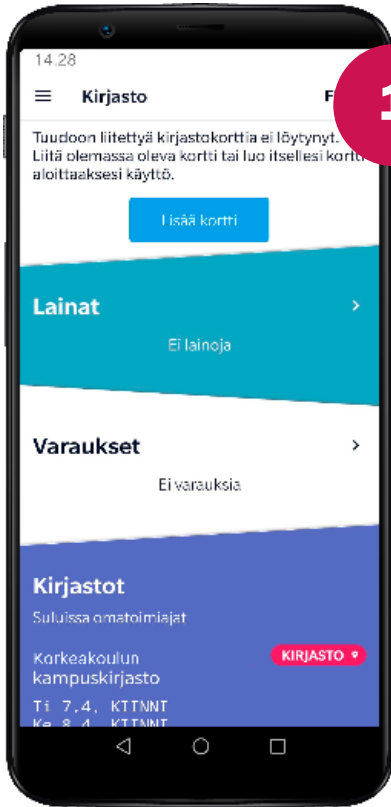 14.28
Kirjasto
F
1
Tuudoon liitettyä kirjastokorttia ei löytynyt.
Liitä olemassa oleva kortti tai luo itsellesi kortti
aloittaaksesi käyttö.
Lisää kortti
Lainat
Ei lainoja
Varaukset
Ei varauksia
Kirjastot
Suluissa omatoimiajat
Korkeakoulun
kampuskirjasto
KIRJASTO
Ti 7.4. KIINNI
Ke 8.4. KIINNI